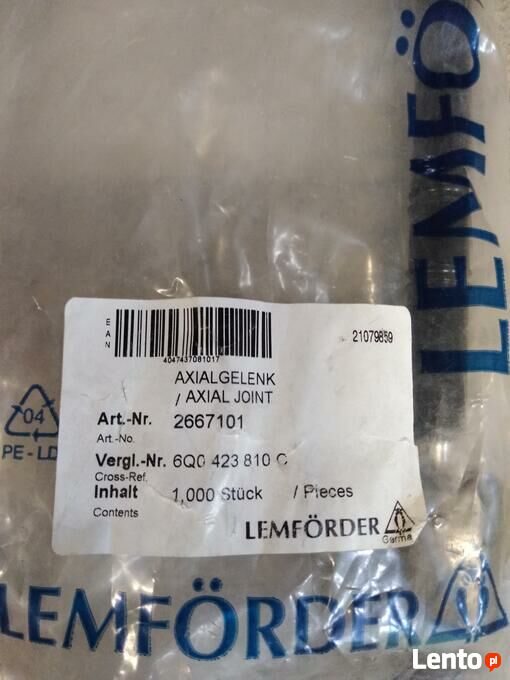 LEMFÖ
E A N
4047437081017
21079859
AXIALGELENK
/ AXIAL JOINT
Art.-Nr. 2667101
Art.-No.
Vergl.-Nr. 6Q0 423 810 C
Cross-Ref.
Inhalt 1,000 Stück / Pieces
Contents
LEMFÖRDER
04
PE-LD
LEMFÖRDER
Lento.pl